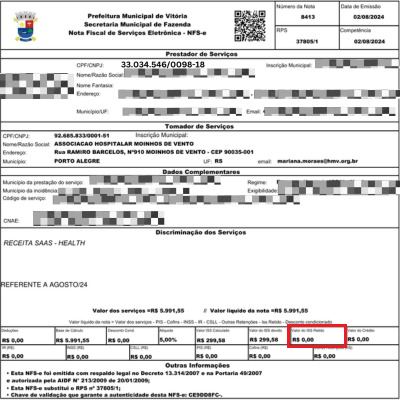 Prefeitura Municipal de Vitória
Secretaria Municipal de Fazenda
Nota Fiscal de Serviços Eletrônica - NFS-e
Número da Nota
8413
Data de Emissão
02/08/2024
RPS
37805/1
Competência
02/08/2024
Prestador de Serviços
CPF/CNPJ: 33.034.546/0098-18 Inscrição Municipal:
Nome/Razão Social:
Nome Fantasia:
Endereço:
Município/UF: Email:
Tomador de Serviços
CPF/CNPJ: 92.685.833/0001-51 Inscrição Municipal:
Nome/Razão Social: ASSOCIACAO HOSPITALAR MOINHOS DE VENTO
Endereço: Rua RAMIRO BARCELOS, Nº910 MOINHOS DE VENTO - CEP 90035-001
Município: PORTO ALEGRE UF: RS email: mariana.moraes@hmv.org.br
Dados Complementares
Município da prestação do serviço Regime:
Município da incidência Exigibilidade:
Código de serviço:
CNAE:
Discriminação dos Serviços
RECEITA SAAS - HEALTH
REFERENTE A AGOSTO/24
Valor dos serviços =R$ 5.991,55 // Valor líquido da nota = R$ 5.991,55
Valor líquido da nota = Valor dos serviços - PIS - Cofins - INSS - IR - CSLL - Outras Retenções - Iss Retido - Desconto condicionado)
Deduções Base de Cálculo Desconto Cond. Alíquota Valor ISS Calculado Valor do ISS devido Valor do ISS Retido Valor do Crédito
R$ 0,00 R$ 5.991,55 R$ 0,00 5,00% R$ 299,58 R$ 299,58 R$ 0,00 R$ 0,00
IR (R$) INSS (R$) CSLL (R$) PIS (R$) Cofins (R$)
R$ 0,00 R$ 0,00 R$ 0,00 R$ 0,00 R$ 0,00 R$ 0,00
Outras Informações
• Esta NFS-e foi emitida com respaldo legal no Decreto 13.314/2007 e na Portaria 49/2007
e autorizada pela AIDF N° 213/2009 de 20/01/2009;
• Esta NFS-e substitui o RPS n° 37805/1;
• Chave de validação que garante a autenticidade desta NFS-e: CE9DD8FC-.